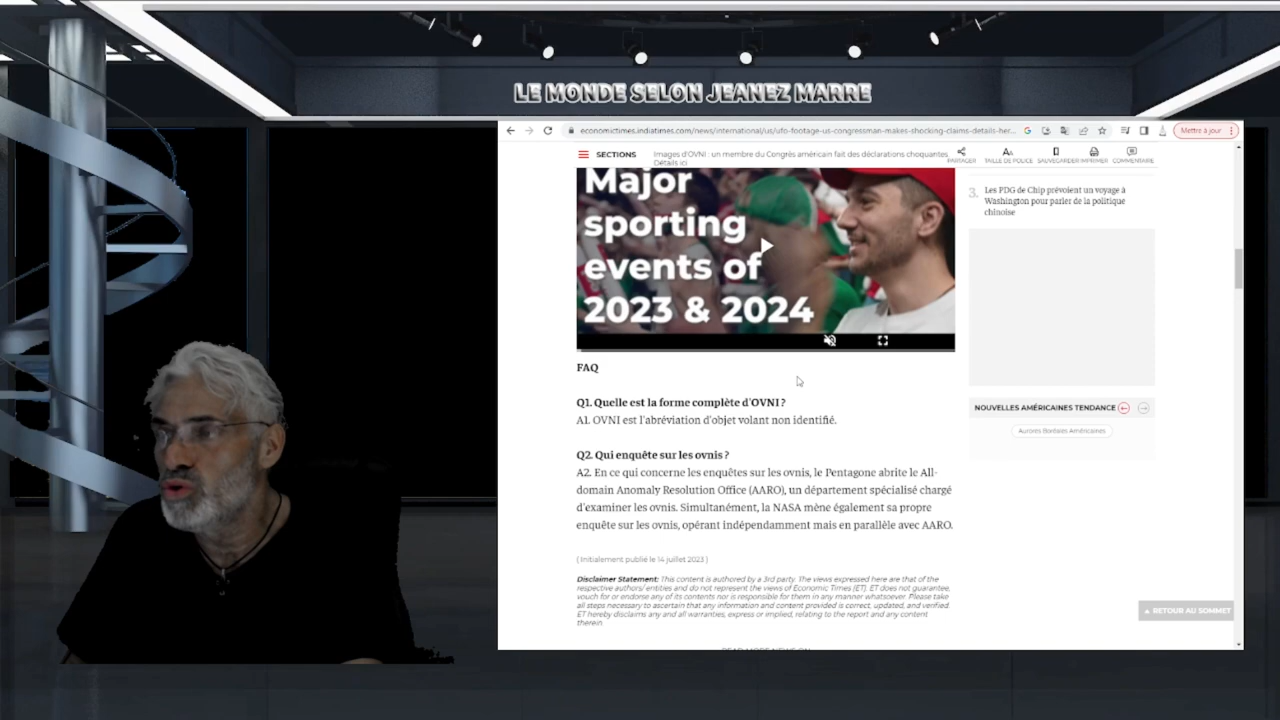 LE MONDE SELON JEANEZ MARRE
economictimes.indiatimes.com/news/international/us/ufo-footage-us-congressman-makes-shocking-claims-details-her...
Mettre à jour
SECTIONS
Images d'OVNI : un membre du Congrès américain fait des déclarations choquantes.
Détails ici
PARTAGER
TAILLE DE POLICE
SAUVEGARDER
IMPRIMER
COMMENTAIRE
Major
sporting
events of
2023 & 2024
3. Les PDG de Chip prévoient un voyage à
Washington pour parler de la politique
chinoise
FAQ
Q1. Quelle est la forme complète d'OVNI ?
A1. OVNI est l'abréviation d'objet volant non identifié.
NOUVELLES AMÉRICAINES TENDANCE
Aurores Boréales Américaines
Q2. Qui enquête sur les ovnis ?
A2. En ce qui concerne les enquêtes sur les ovnis, le Pentagone abrite le All-
domain Anomaly Resolution Office (AARO), un département spécialisé chargé
d'examiner les ovnis. Simultanément, la NASA mène également sa propre
enquête sur les ovnis, opérant indépendamment mais en parallèle avec AARO.
( Initialement publié le 14 juillet 2023 )
Disclaimer Statement: This content is authored by a 3rd party. The views expressed here are that of the
respective authors/ entities and do not represent the views of Economic Times (ET). ET does not guarantee,
vouch for or endorse any of its contents nor is responsible for them in any manner whatsoever. Please take
all steps necessary to ascertain that any information and content provided is correct, updated, and verified.
ET hereby disclaims any and all warranties, express or implied, relating to the report and any content
therein.
RETOUR AU SOMMET
READ MORE NEWS ON